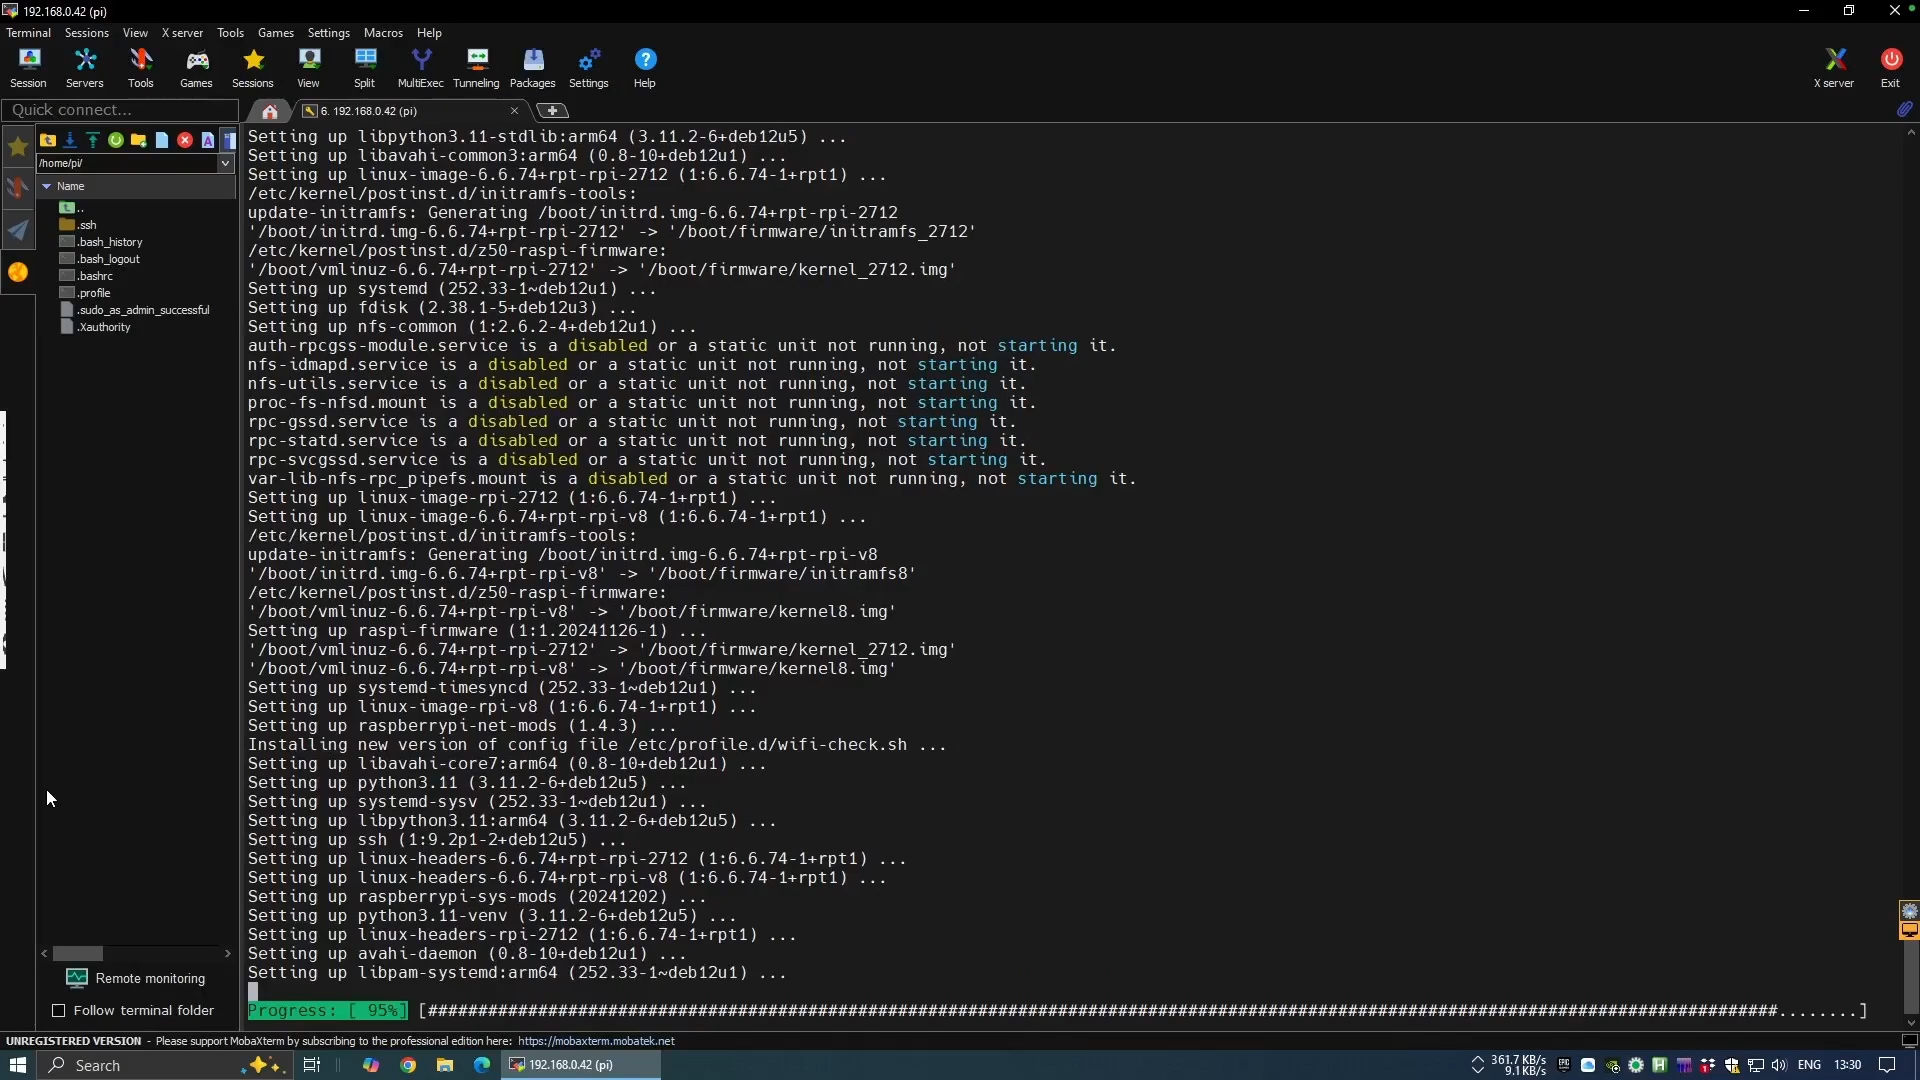 192.168.0.42 (pi)
Terminal Sessions View X server Tools Games Settings Macros Help
Session Servers Tools Games Sessions View Split MultiExec Tunneling Packages Settings Help X server Exit
Quick connect...
6. 192.168.0.42 (pi)
/home/pi/
Name
..
.ssh
.bash_history
.bash_logout
.bashrc
.profile
.sudo_as_admin_successful
.Xauthority
Remote monitoring
Follow terminal folder
Setting up libpython3.11-stdlib:arm64 (3.11.2-6+deb12u5) ...
Setting up libavahi-common3:arm64 (0.8-10+deb12u1) ...
Setting up linux-image-6.6.74+rpt-rpi-2712 (1:6.6.74-1+rpt1) ...
/etc/kernel/postinst.d/initramfs-tools:
update-initramfs: Generating /boot/initrd.img-6.6.74+rpt-rpi-2712
'/boot/initrd.img-6.6.74+rpt-rpi-2712' -> '/boot/firmware/initramfs_2712'
/etc/kernel/postinst.d/z50-raspi-firmware:
'/boot/vmlinuz-6.6.74+rpt-rpi-2712' -> '/boot/firmware/kernel_2712.img'
Setting up systemd (252.33-1~deb12u1) ...
Setting up fdisk (2.38.1-5+deb12u3) ...
Setting up nfs-common (1:2.6.2-4+deb12u1) ...
auth-rpcgss-module.service is a disabled or a static unit not running, not starting it.
nfs-idmapd.service is a disabled or a static unit not running, not starting it.
nfs-utils.service is a disabled or a static unit not running, not starting it.
proc-fs-nfsd.mount is a disabled or a static unit not running, not starting it.
rpc-gssd.service is a disabled or a static unit not running, not starting it.
rpc-statd.service is a disabled or a static unit not running, not starting it.
rpc-svcgssd.service is a disabled or a static unit not running, not starting it.
var-lib-nfs-rpc_pipefs.mount is a disabled or a static unit not running, not starting it.
Setting up linux-image-rpi-2712 (1:6.6.74-1+rpt1) ...
Setting up linux-image-6.6.74+rpt-rpi-v8 (1:6.6.74-1+rpt1) ...
/etc/kernel/postinst.d/initramfs-tools:
update-initramfs: Generating /boot/initrd.img-6.6.74+rpt-rpi-v8
'/boot/initrd.img-6.6.74+rpt-rpi-v8' -> '/boot/firmware/initramfs8'
/etc/kernel/postinst.d/z50-raspi-firmware:
'/boot/vmlinuz-6.6.74+rpt-rpi-v8' -> '/boot/firmware/kernel8.img'
Setting up raspi-firmware (1:1.20241126-1) ...
'/boot/vmlinuz-6.6.74+rpt-rpi-2712' -> '/boot/firmware/kernel_2712.img'
'/boot/vmlinuz-6.6.74+rpt-rpi-v8' -> '/boot/firmware/kernel8.img'
Setting up systemd-timesyncd (252.33-1~deb12u1) ...
Setting up linux-image-rpi-v8 (1:6.6.74-1+rpt1) ...
Setting up raspberrypi-net-mods (1.4.3) ...
Installing new version of config file /etc/profile.d/wifi-check.sh ...
Setting up libavahi-core7:arm64 (0.8-10+deb12u1) ...
Setting up python3.11 (3.11.2-6+deb12u5) ...
Setting up systemd-sysv (252.33-1~deb12u1) ...
Setting up libpython3.11:arm64 (3.11.2-6+deb12u5) ...
Setting up ssh (1:9.2p1-2+deb12u5) ...
Setting up linux-headers-6.6.74+rpt-rpi-2712 (1:6.6.74-1+rpt1) ...
Setting up linux-headers-6.6.74+rpt-rpi-v8 (1:6.6.74-1+rpt1) ...
Setting up raspberrypi-sys-mods (20241202) ...
Setting up python3.11-venv (3.11.2-6+deb12u5) ...
Setting up linux-headers-rpi-2712 (1:6.6.74-1+rpt1) ...
Setting up avahi-daemon (0.8-10+deb12u1) ...
Setting up libpam-systemd:arm64 (252.33-1~deb12u1) ...
Progress: [ 95%] [#######################################################################################################################################........]
UNREGISTERED VERSION - Please support MobaXterm by subscribing to the professional edition here: https://mobaxterm.mobatek.net
Search
192.168.0.42 (pi)
361.7 KB/s
9.1 KB/s
ENG 13:30